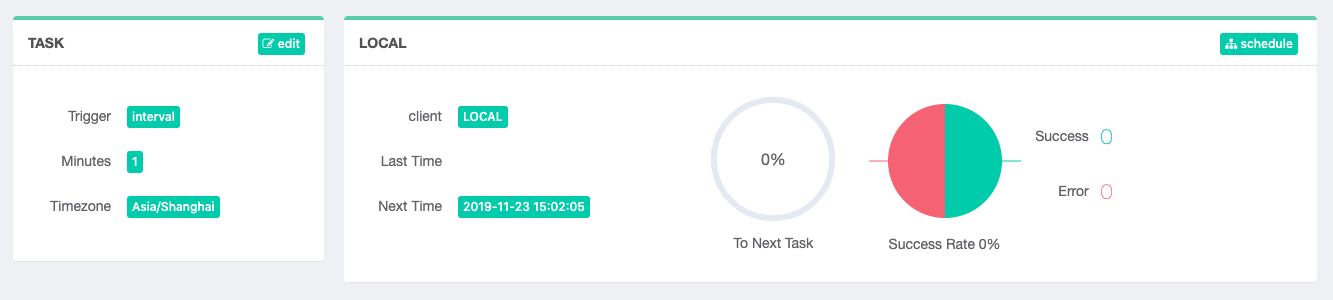 TASK
edit
Trigger interval
Minutes 1
Timezone Asia/Shanghai
LOCAL
schedule
client LOCAL
Last Time
Next Time 2019-11-23 15:02:05
0%
To Next Task
Success Rate 0%
Success 0
Error 0